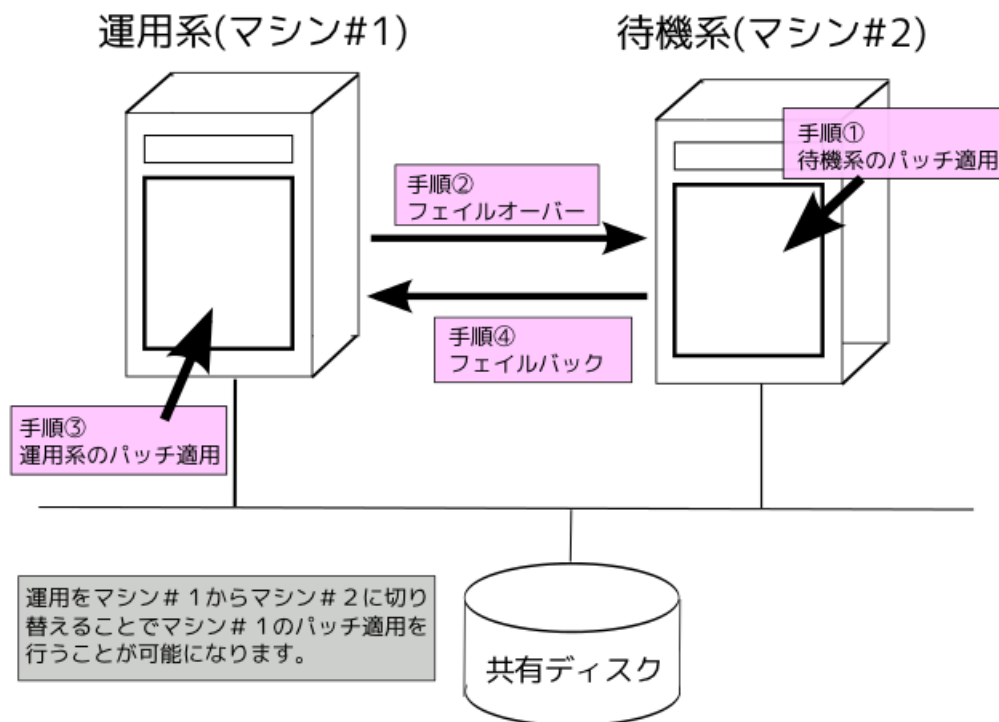 運用系(マシン#1)
待機系(マシン#2)
手順①
待機系のパッチ適用
手順②
フェイルオーバー
手順④
フェイルバック
手順③
運用系のパッチ適用
運用をマシン#1からマシン#2に切り
替えることでマシン#1のパッチ適用を
行うことが可能になります。
共有ディスク